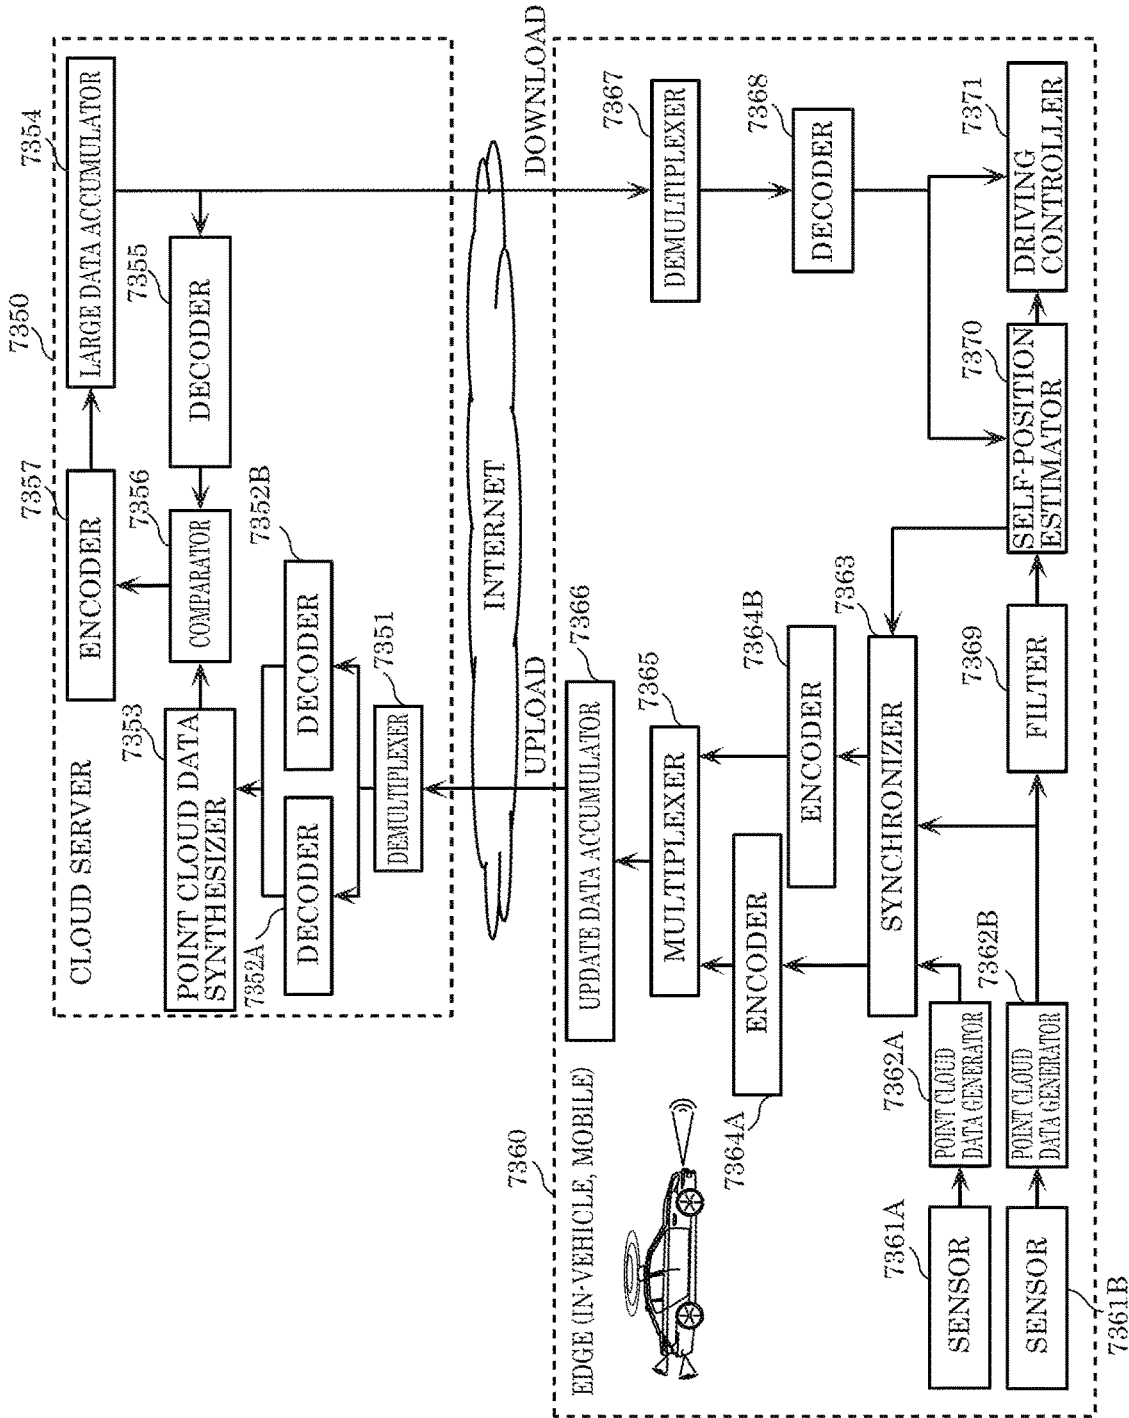 7350
CLOUD SERVER
7353
POINT CLOUD DATA
SYNTHESIZER
7357
ENCODER
7354
LARGE DATA ACCUMULATOR
7356
COMPARATOR
7355
DECODER
7352A
DECODER
7352B
DECODER
7351
DEMULTIPLEXER
UPLOAD
INTERNET
DOWNLOAD
7360
EDGE (IN-VEHICLE, MOBILE)
7366
UPDATE DATA ACCUMULATOR
7365
MULTIPLEXER
7367
DEMULTIPLEXER
7364A
ENCODER
7364B
ENCODER
7368
DECODER
7363
SYNCHRONIZER
7361A
SENSOR
7362A
POINT CLOUD
DATA GENERATOR
7361B
SENSOR
7362B
POINT CLOUD
DATA GENERATOR
7369
FILTER
7370
SELF-POSITION
ESTIMATOR
7371
DRIVING
CONTROLLER